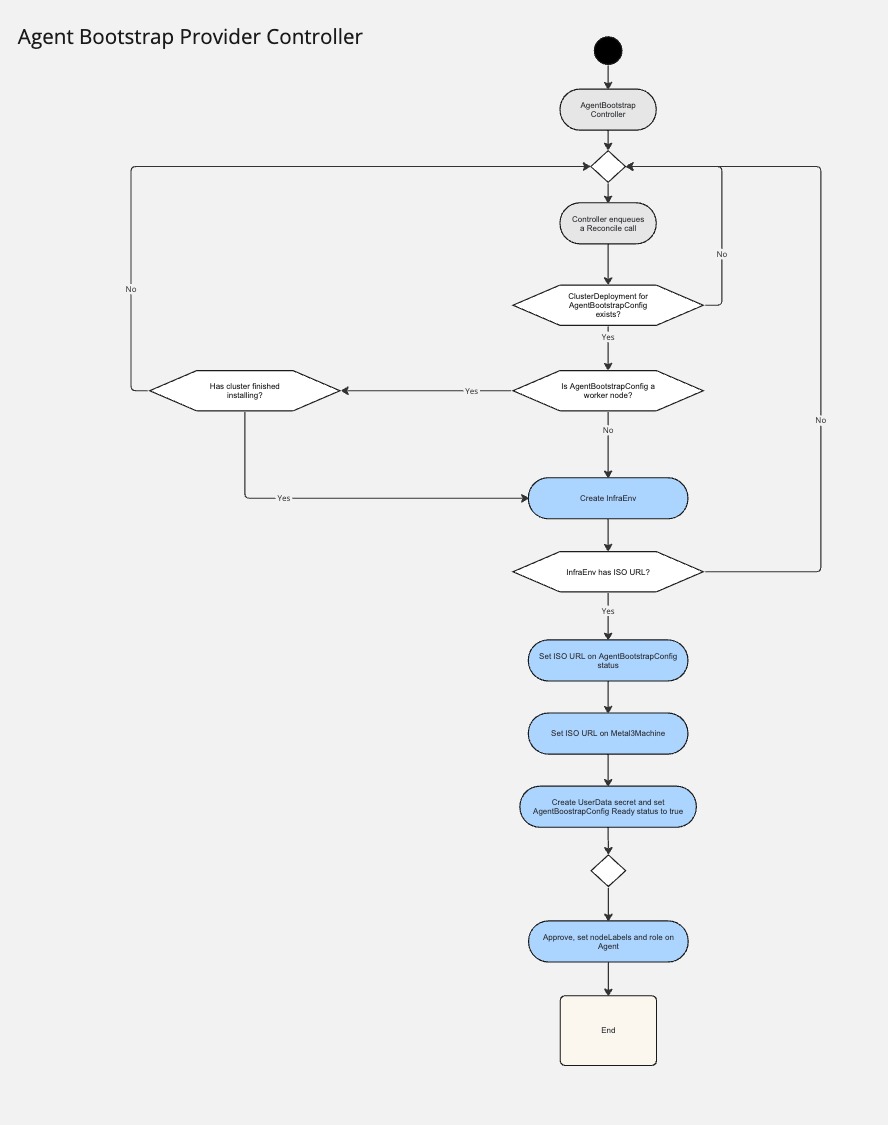 Agent Bootstrap Provider Controller
AgentBootstrap
Controller
Controller enqueues
a Reconcile call
No
No
ClusterDeployment for
AgentBootstrapConfig
exists?
Yes
Has cluster finished
installing?
Yes
Is AgentBootstrapConfig a
worker node?
No
No
Yes
Create InfraEnv
InfraEnv has ISO URL?
Yes
Set ISO URL on AgentBootstrapConfig
status
Set ISO URL on Metal3Machine
Create UserData secret and set
AgentBoostrapConfig Ready status to true
Approve, set nodeLabels and role on
Agent
End